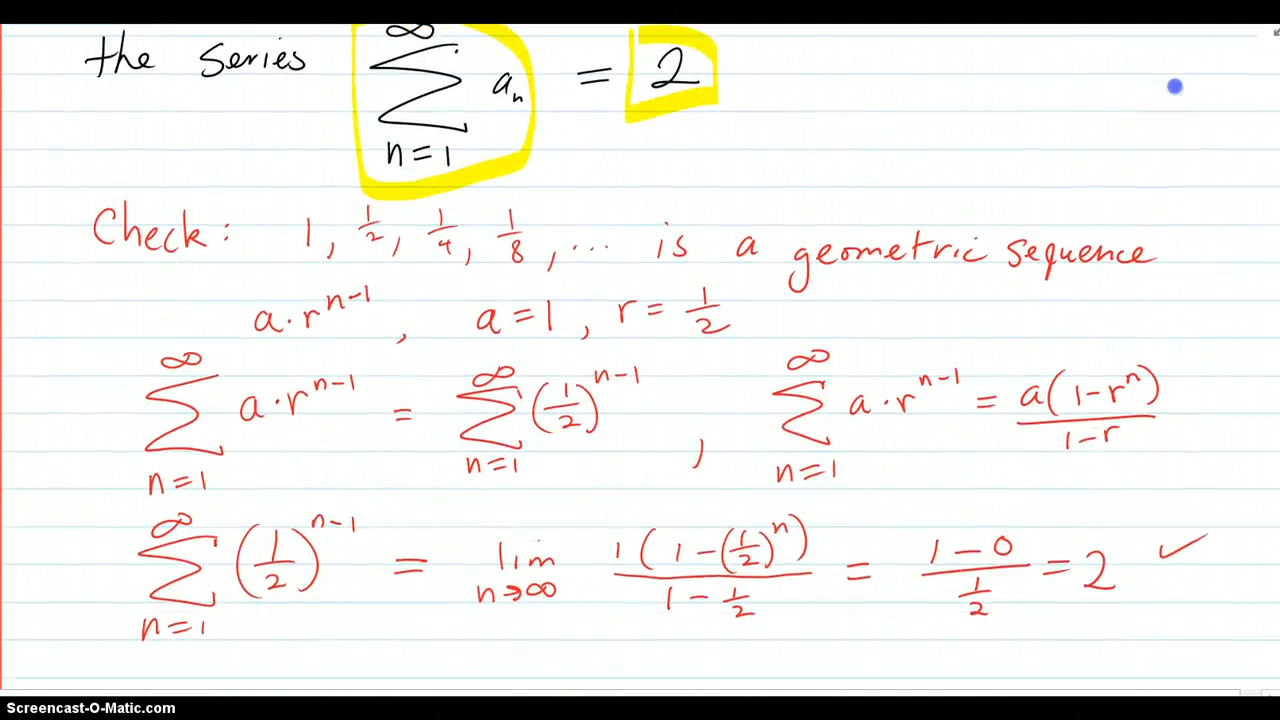 the series ∞ ∑ n=1 aₙ = 2
Check: 1, 1/2, 1/4, 1/8, ... is a geometric sequence
a·r^(n-1), a=1, r=1/2
∞ ∑ n=1 a·r^(n-1) = ∞ ∑ n=1 (1/2)^(n-1), ∞ ∑ n=1 a·r^(n-1) = a(1-r^n)/(1-r)
∞ ∑ n=1 (1/2)^(n-1) = lim n→∞ 1(1-(1/2)^n)/(1-1/2) = (1-0)/(1/2) = 2 ✓
Screencast-O-Matic.com